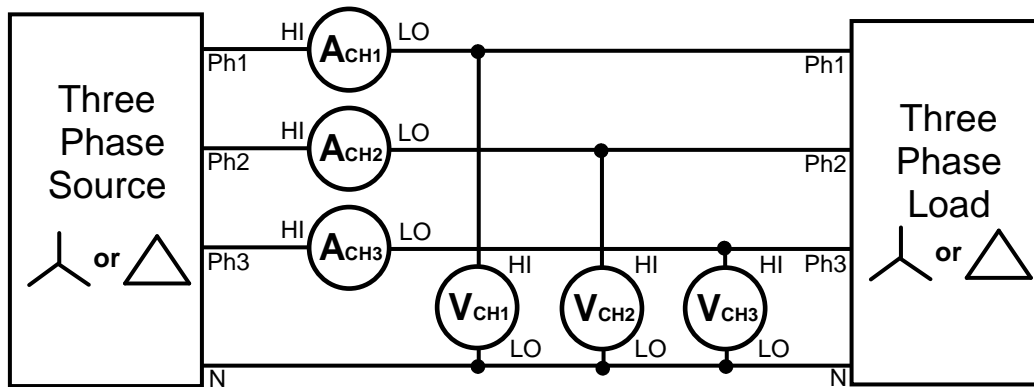 HI ACH1 LO
Ph1 Ph1
Three
Phase
Source
or
HI ACH2 LO
Ph2 Ph2
HI ACH3 LO
Ph3 Ph3
Three
Phase
Load
or
HI HI HI
VCH1 VCH2 VCH3
LO LO LO
N N